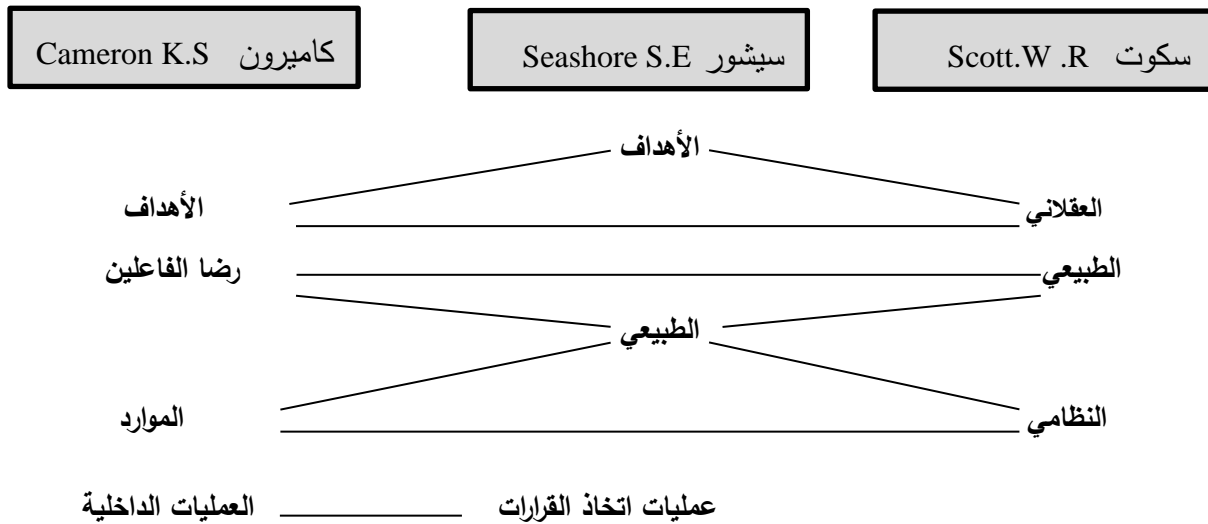 سكوت Scott.W .R
سيشور Seashore S.E
كاميرون Cameron K.S
الأهداف
العقلاني
الأهداف
الطبيعي
رضا الفاعلين
الطبيعي
النظامي
الموارد
عمليات اتخاذ القرارات
العمليات الداخلية